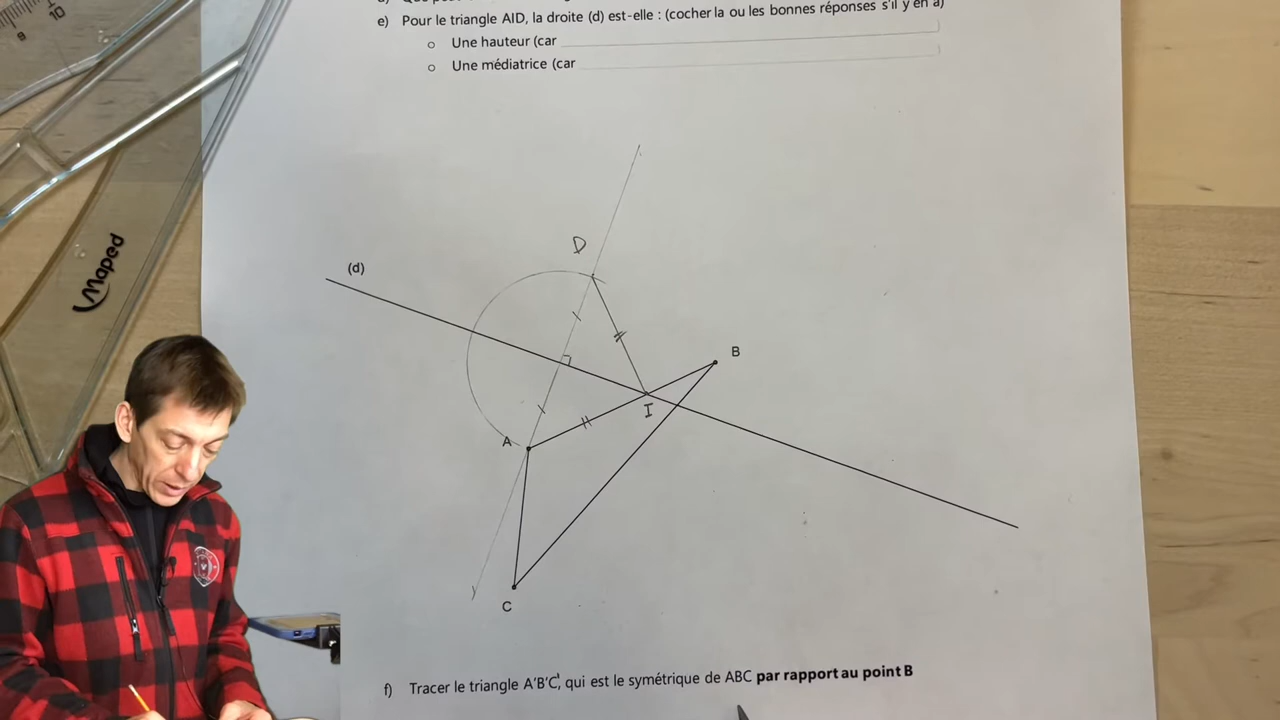 10
9
e) Pour le triangle AID, la droite (d) est-elle : (cocher la ou les bonnes réponses s'il y en a)
o Une hauteur (car
o Une médiatrice (car
D
(d)
Maped
B
I
A
C
f) Tracer le triangle A'B'C', qui est le symétrique de ABC par rapport au point B